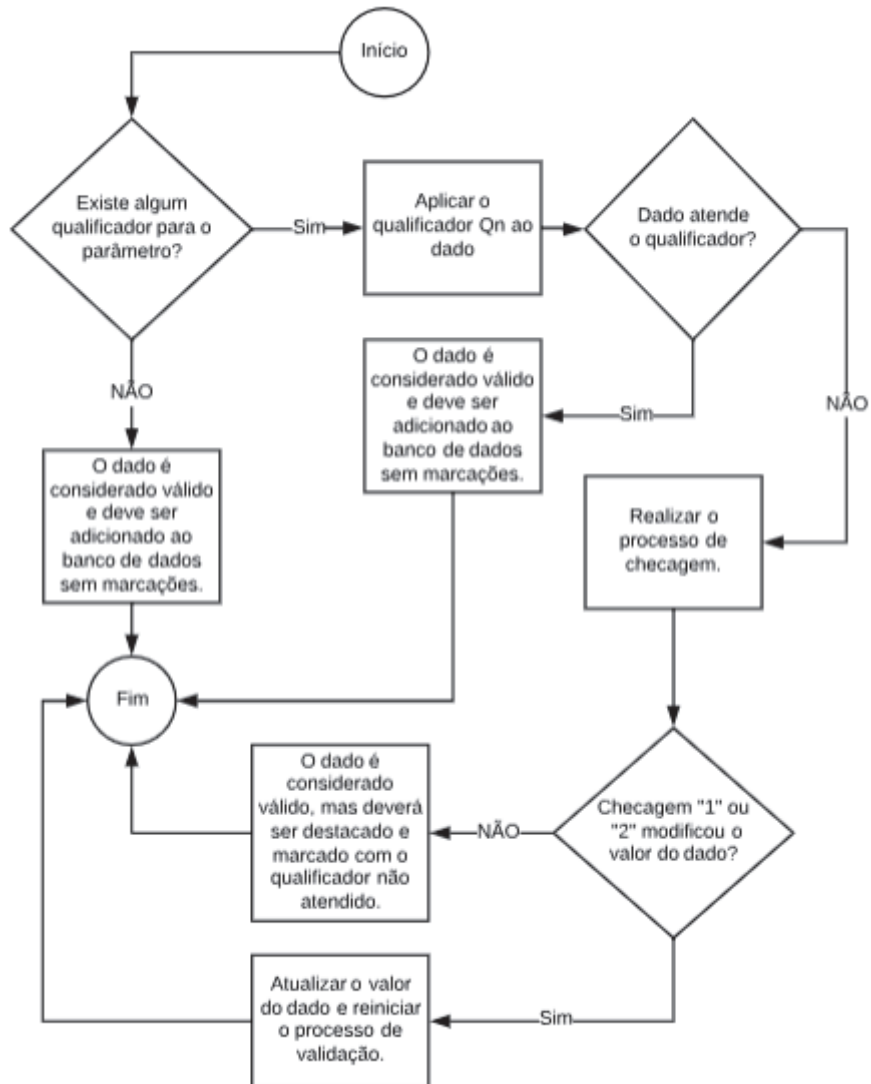 Início
Existe algum
qualificador para o
parâmetro?
Sim
Aplicar o
qualificador Qn ao
dado
Dado atende
o qualificador?
NÃO
O dado é
considerado válido
e deve ser
adicionado ao
banco de dados
sem marcações.
Sim
NÃO
O dado é
considerado válido
e deve ser
adicionado ao
banco de dados
sem marcações.
Realizar o
processo de
checagem.
Fim
O dado é
considerado
válido, mas deverá
ser destacado e
marcado com o
qualificador não
atendido.
NÃO
Checagem "1" ou
"2" modificou o
valor do dado?
Atualizar o valor
do dado e reiniciar
o processo de
validação.
Sim